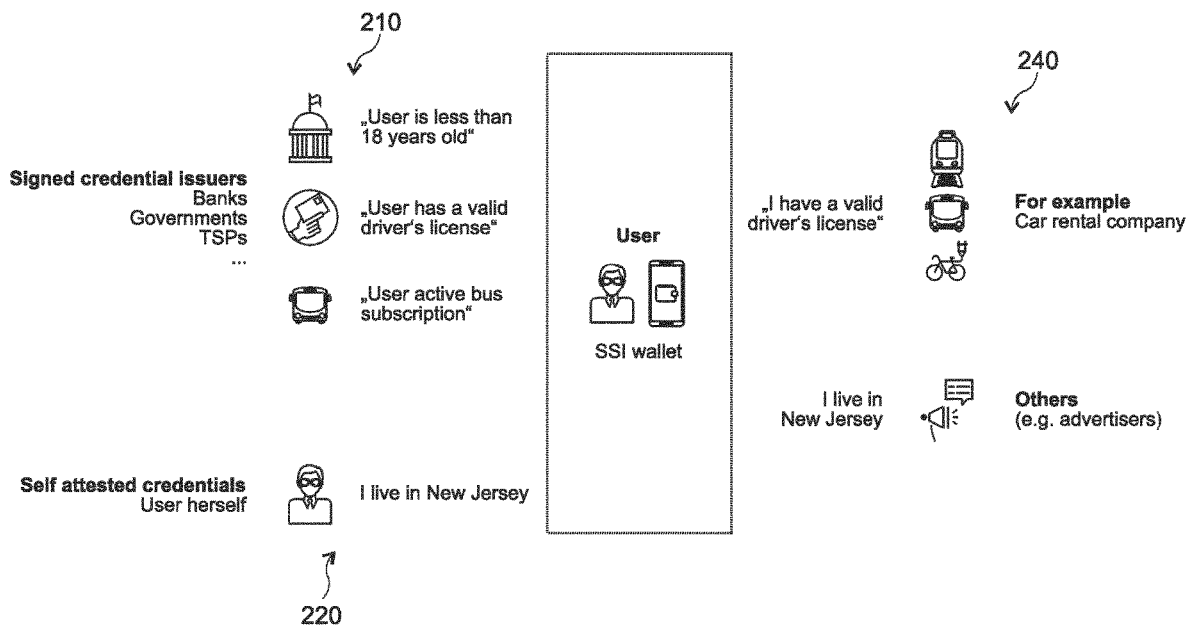 210
„User is less than
18 years old“
Signed credential issuers
Banks
Governments
TSPs
...
„User has a valid
driver's license“
„User active bus
subscription“
Self attested credentials
User herself
I live in New Jersey
220
User
SSI wallet
240
„I have a valid
driver's license“
For example
Car rental company
I live in
New Jersey
Others
(e.g. advertisers)